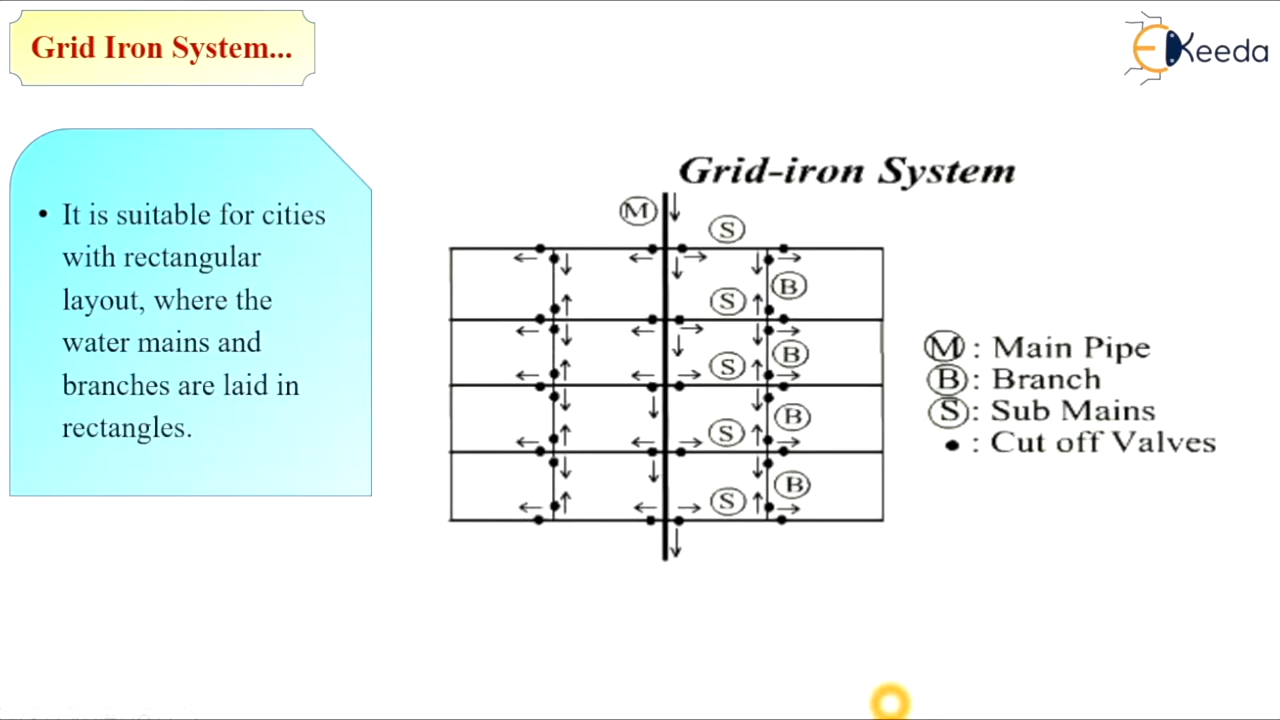 Grid Iron System...
EKeeda
• It is suitable for cities
with rectangular
layout, where the
water mains and
branches are laid in
rectangles.
Grid-iron System
M
S
B
S
B
S
B
S
B
S
M : Main Pipe
B : Branch
S : Sub Mains
• : Cut off Valves